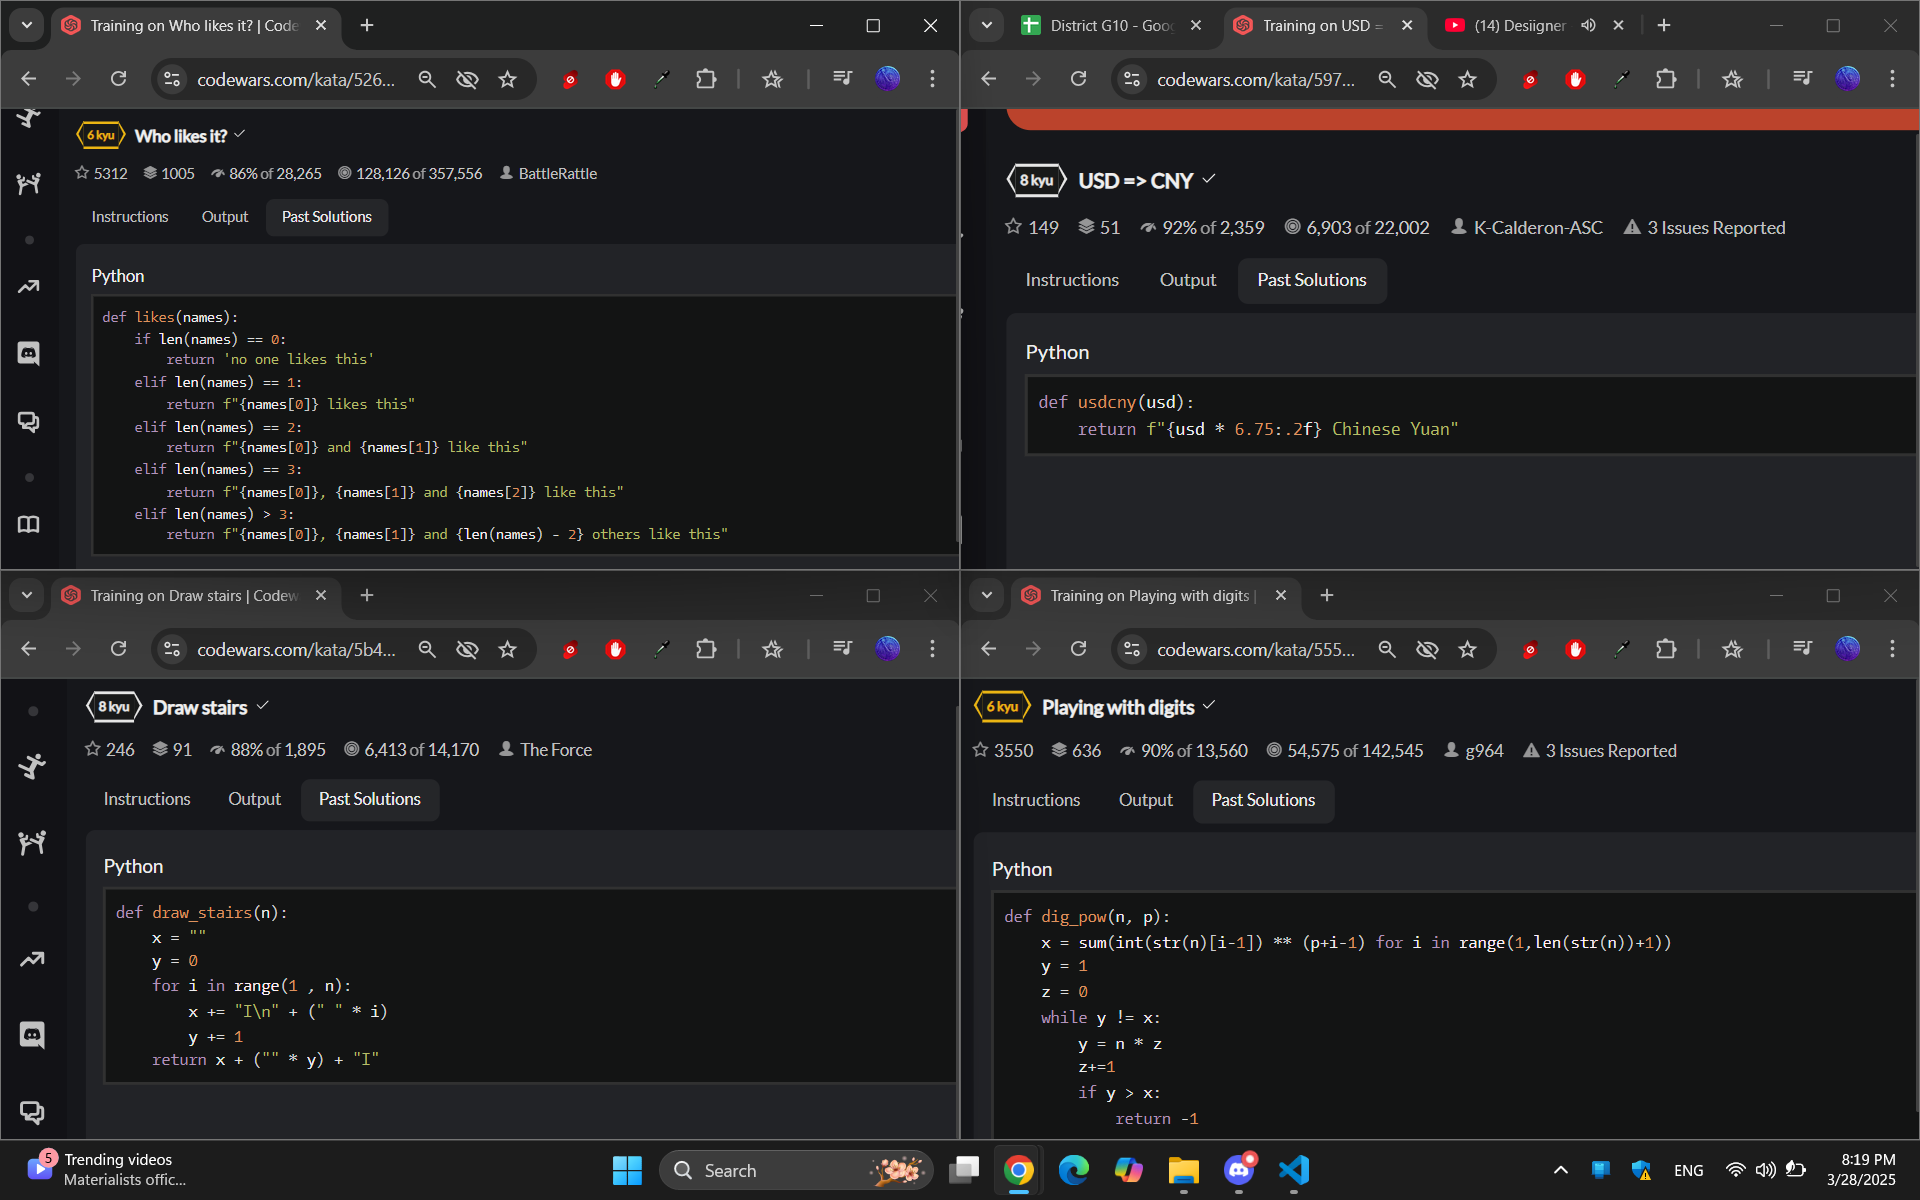 Training on Who likes it? | Code
codewars.com/kata/526...
6 kyu Who likes it?
5312 1005 86% of 28,265 128,126 of 357,556 BattleRattle
Instructions Output Past Solutions
Python
def likes(names):
    if len(names) == 0:
        return 'no one likes this'
    elif len(names) == 1:
        return f"{names[0]} likes this"
    elif len(names) == 2:
        return f"{names[0]} and {names[1]} like this"
    elif len(names) == 3:
        return f"{names[0]}, {names[1]} and {names[2]} like this"
    elif len(names) > 3:
        return f"{names[0]}, {names[1]} and {len(names) - 2} others like this"
District G10 - Goog Training on USD = (14) Desiigner
codewars.com/kata/597...
8 kyu USD => CNY
149 51 92% of 2,359 6,903 of 22,002 K-Calderon-ASC 3 Issues Reported
Instructions Output Past Solutions
Python
def usdcny(usd):
    return f"{usd * 6.75:.2f} Chinese Yuan"
Training on Draw stairs | Codew
codewars.com/kata/5b4...
8 kyu Draw stairs
246 91 88% of 1,895 6,413 of 14,170 The Force
Instructions Output Past Solutions
Python
def draw_stairs(n):
    x = ""
    y = 0
    for i in range(1 , n):
        x += "I\n" + (" " * i)
        y += 1
    return x + ("" * y) + "I"
Training on Playing with digits |
codewars.com/kata/555...
6 kyu Playing with digits
3550 636 90% of 13,560 54,575 of 142,545 g964 3 Issues Reported
Instructions Output Past Solutions
Python
def dig_pow(n, p):
    x = sum(int(str(n)[i-1]) ** (p+i-1) for i in range(1,len(str(n))+1))
    y = 1
    z = 0
    while y != x:
        y = n * z
        z+=1
        if y > x:
            return -1
5 Trending videos
Materialists offic...
Search
ENG
8:19 PM
3/28/2025